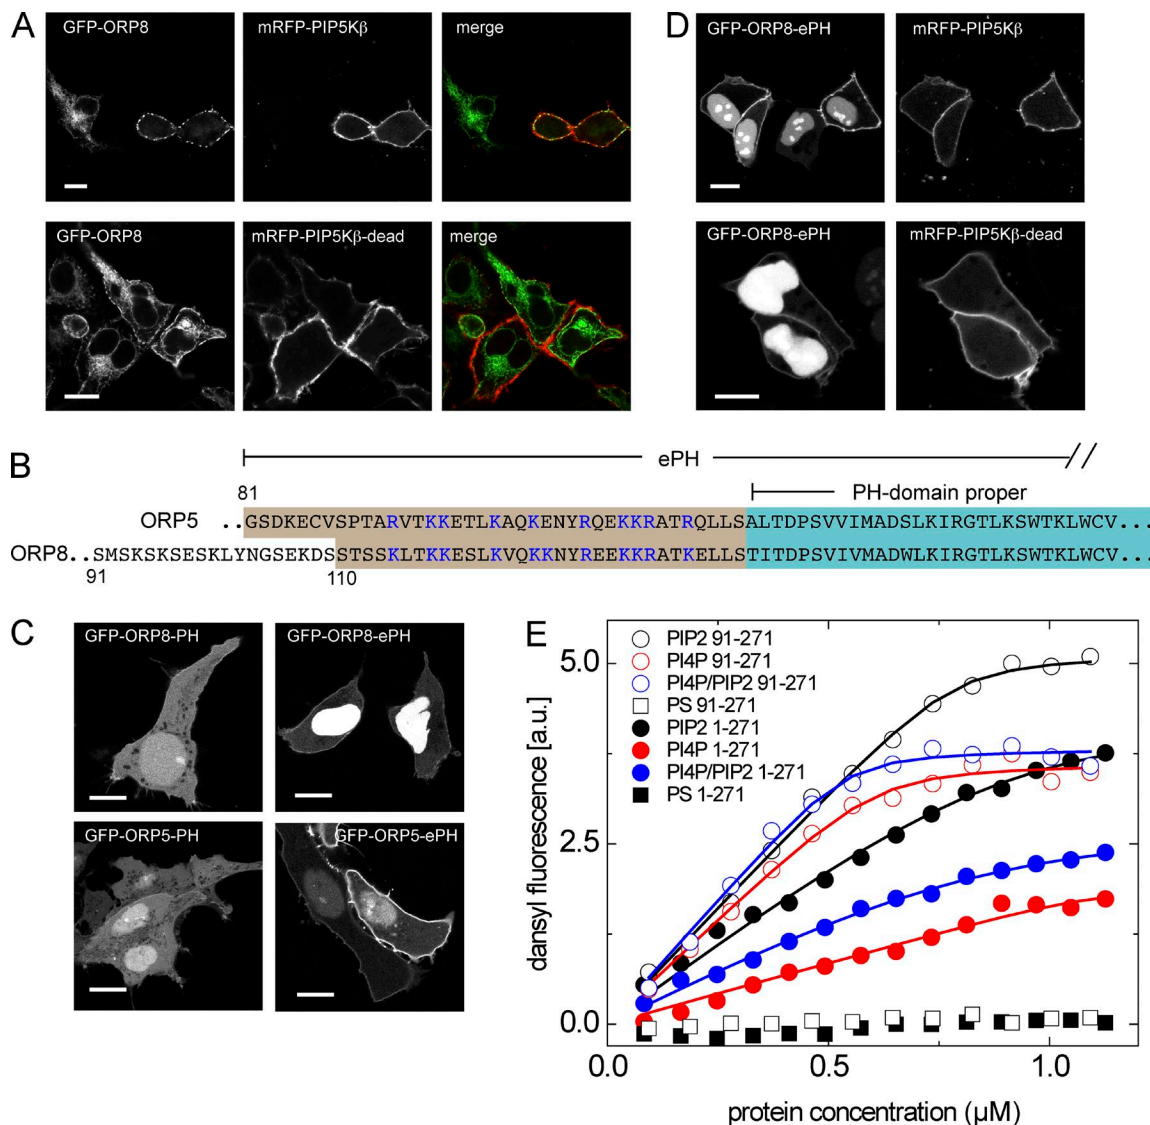 A
GFP-ORP8
mRFP-PIP5Kβ
merge
GFP-ORP8
mRFP-PIP5Kβ-dead
merge
D
GFP-ORP8-ePH
mRFP-PIP5Kβ
GFP-ORP8-ePH
mRFP-PIP5Kβ-dead
B
ePH
81
PH-domain proper
ORP5 ..GSDKECVSPTARVTKKETLKAQKENYRQEKKRATRQLLSALTDPSVVIMADSLKIRGTLKSWTKLWCV...
ORP8..SMSKSKSESKLYNGSEKDSSTSSKLTKKESLKVQKKNYREEKKRATKELLSTITDPSVIVMADWLKIRGTLKSWTKLWCV...
91
110
C
GFP-ORP8-PH
GFP-ORP8-ePH
GFP-ORP5-PH
GFP-ORP5-ePH
E
PIP2 91-271
PI4P 91-271
PI4P/PIP2 91-271
PS 91-271
PIP2 1-271
PI4P 1-271
PI4P/PIP2 1-271
PS 1-271
dansyl fluorescence [a.u.]
5.0
2.5
0.0
0.0
0.5
1.0
protein concentration (µM)